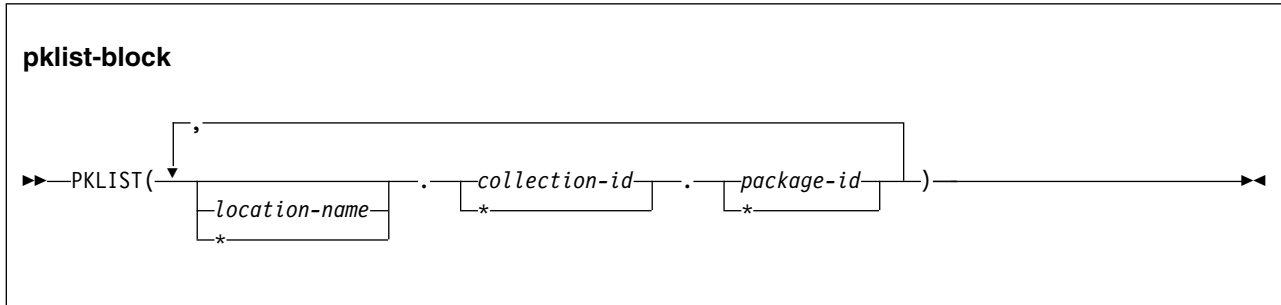 pklist-block
,
PKLIST( . collection-id . package-id )
location-name * *
*